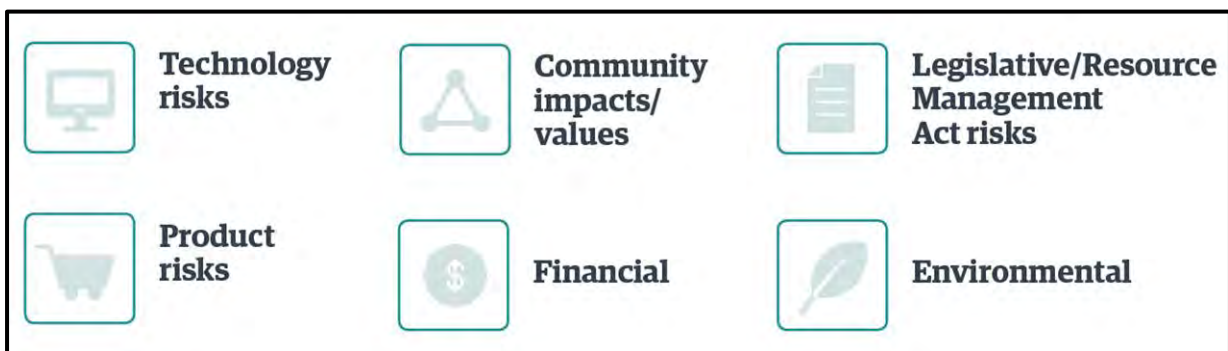 Technology
risks
Community
impacts/
values
Legislative/Resource
Management
Act risks
Product
risks
$
Financial
Environmental